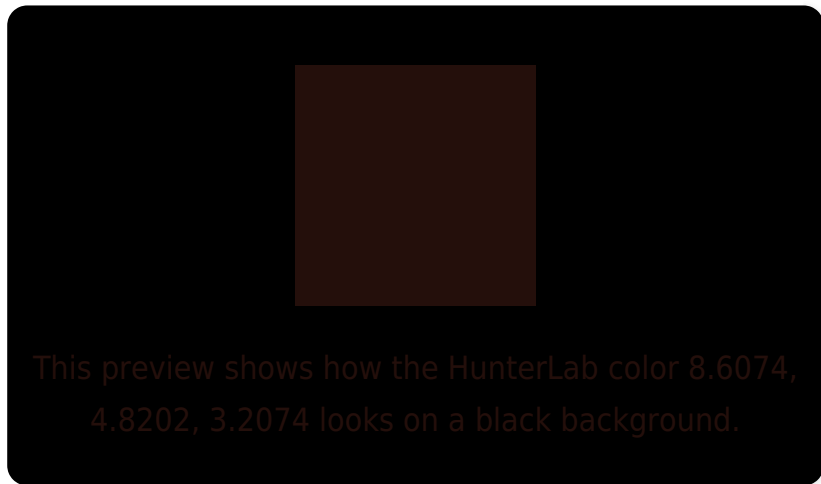 This preview shows how the HunterLab color 8.6074,
4.8202, 3.2074 looks on a black background.